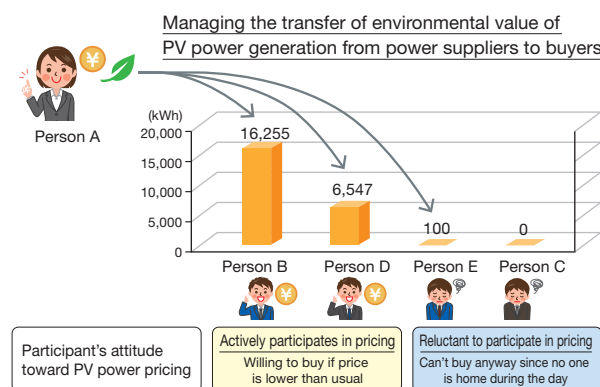 Managing the transfer of environmental value of
PV power generation from power suppliers to buyers
¥
Person A
(kWh)
20,000
15,000
10,000
5,000
0
16,255
6,547
100
0
Person B
Person D
Person E
Person C
¥
¥
Participant's attitude
toward PV power pricing
Actively participates in pricing
Willing to buy if price
is lower than usual
Reluctant to participate in pricing
Can't buy anyway since no one
is home during the day